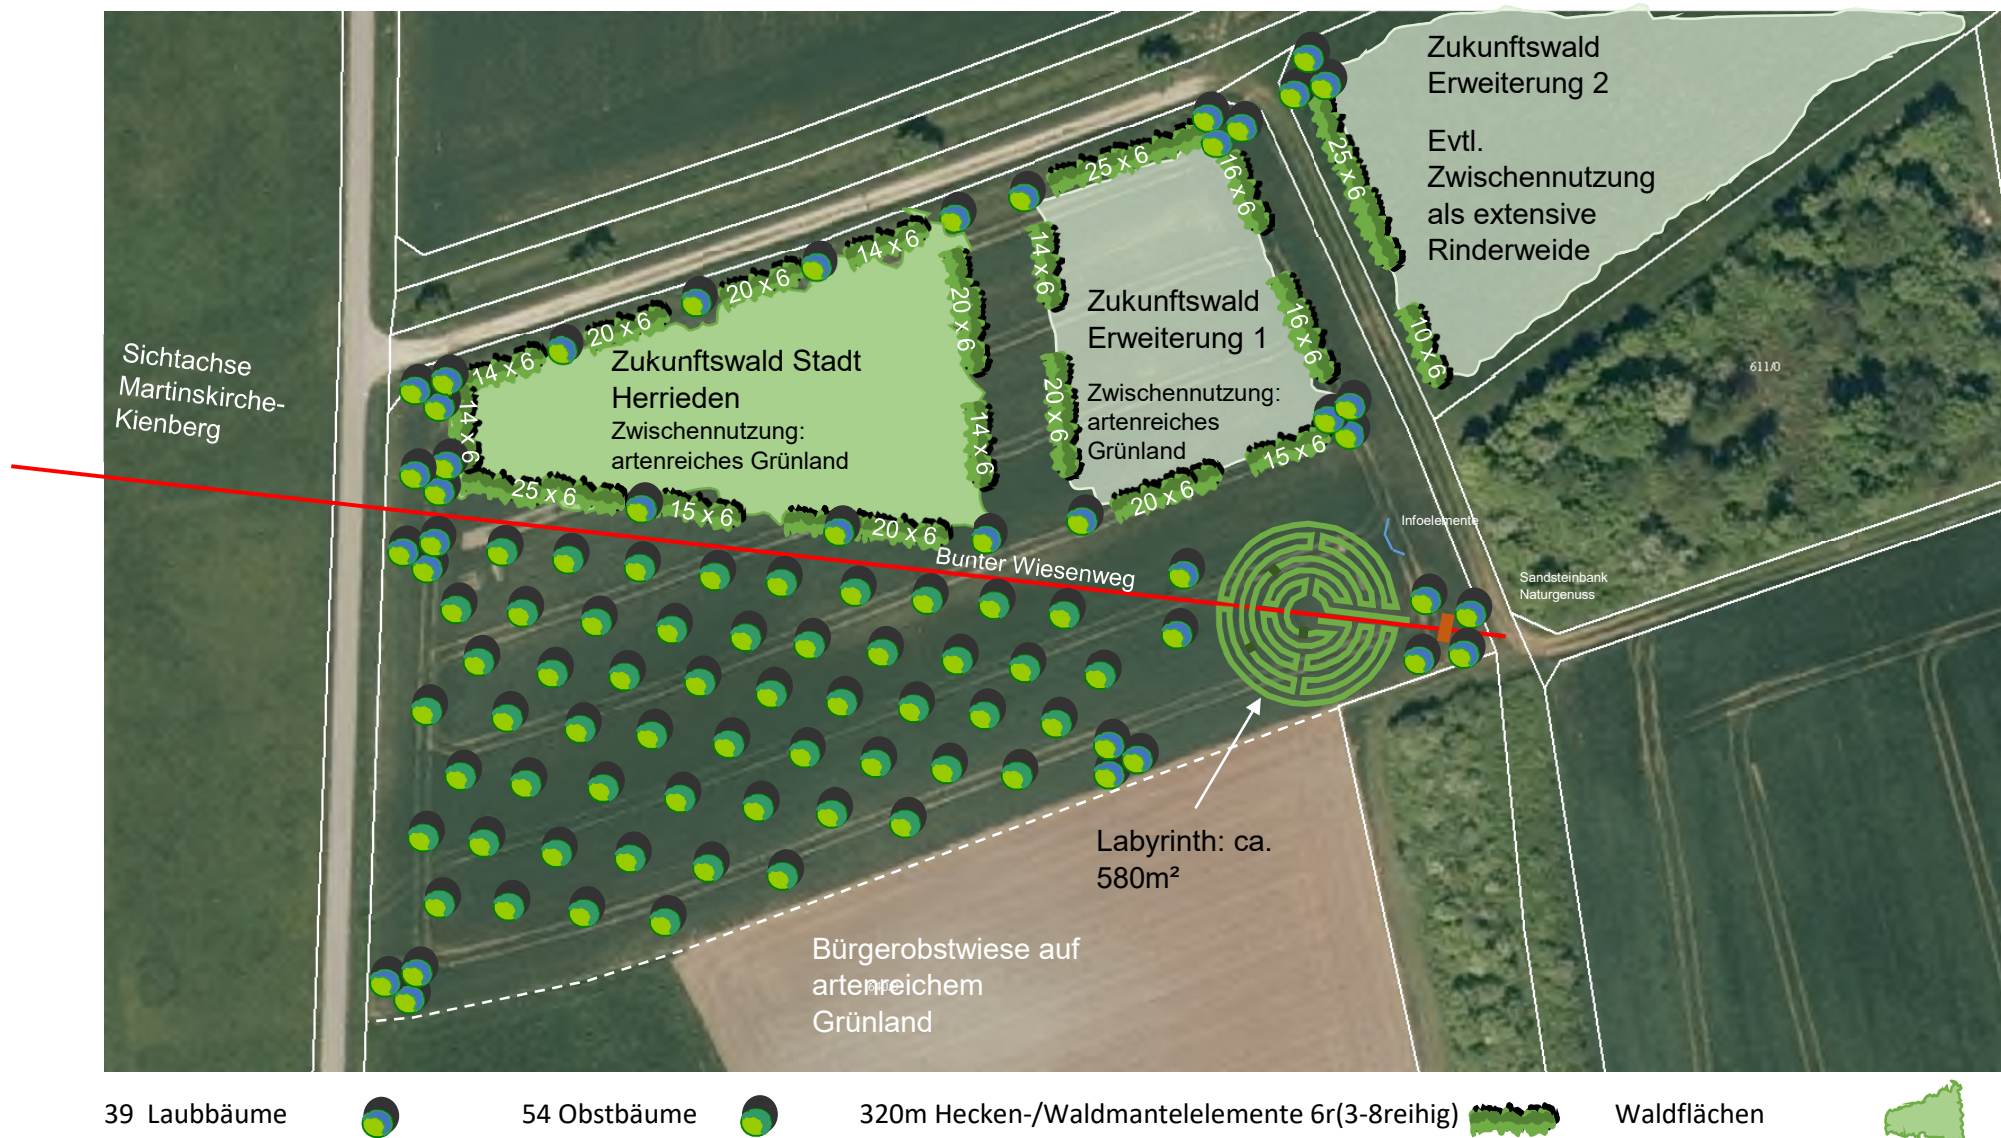 Zukunftswald
Erweiterung 2
Evtl.
Zwischennutzung
als extensive
Rinderweide
25 x 6
16 x 6
25 x 6
14 x 6
14 x 6
20 x 6
20 x 6
14 x 6
14 x 6
20 x 6
14 x 6
20 x 6
16 x 6
10 x 6
Zukunftswald
Erweiterung 1
Zwischennutzung:
artenreiches
Grünland
15 x 6
20 x 6
Zukunftswald Stadt
Herrieden
Zwischennutzung:
artenreiches Grünland
25 x 6
15 x 6
20 x 6
Sichtachse
Martinskirche-
Kienberg
611/0
Bunter Wiesenweg
Infoelemente
Sandsteinbank
Naturgenuss
Labyrinth: ca.
580m²
Bürgerobstwiese auf
artenreichem
Grünland
39 Laubbäume
54 Obstbäume
320m Hecken-/Waldmantelelemente 6r(3-8reihig)
Waldflächen